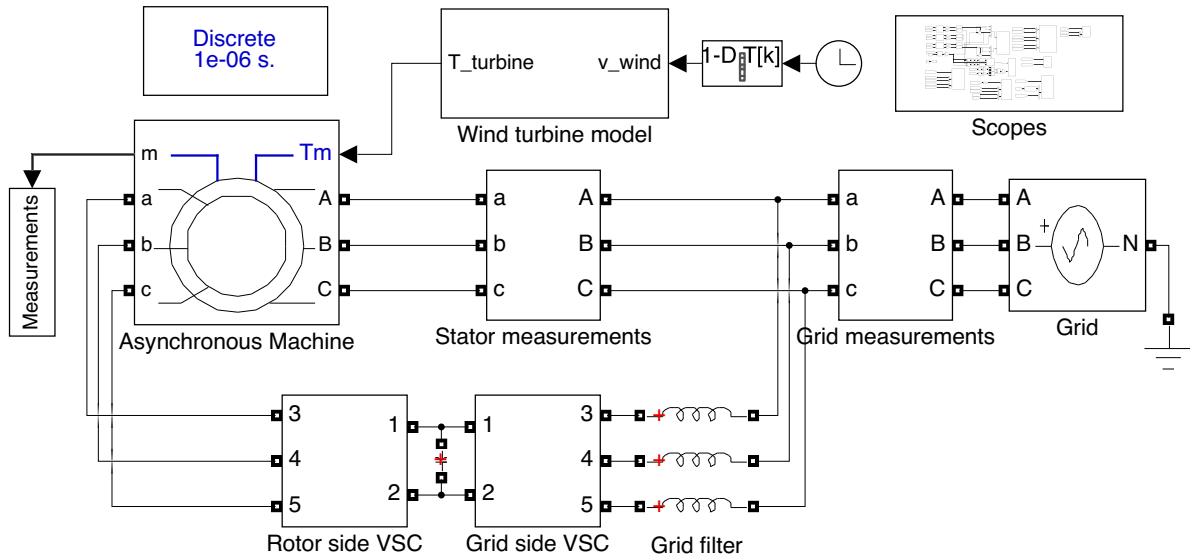 Discrete
1e-06 s.
T_turbine
v_wind
1-D T[k]
Wind turbine model
Scopes
m
Tm
a
A
a
A
a
A
A
b
B
b
B
b
B
B
N
c
C
c
C
c
C
C
Measurements
Asynchronous Machine
Stator measurements
Grid measurements
Grid
+
3
1
1
3
4
4
2
2
5
5
Rotor side VSC
Grid side VSC
Grid filter